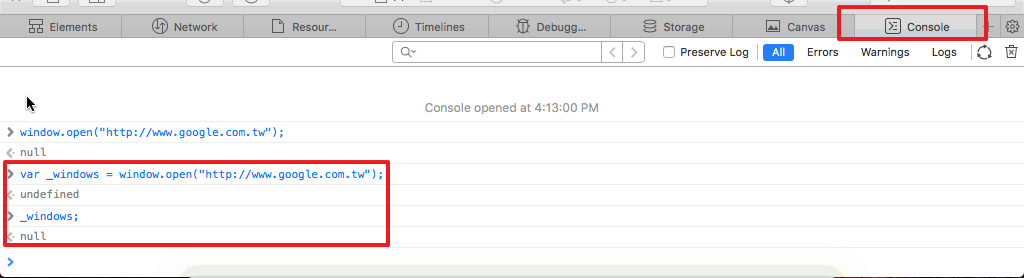 Elements Network Resour... Timelines Debugg... Storage Canvas Console
Preserve Log All Errors Warnings Logs
Console opened at 4:13:00 PM
window.open("http://www.google.com.tw");
null
var _windows = window.open("http://www.google.com.tw");
undefined
_windows;
null